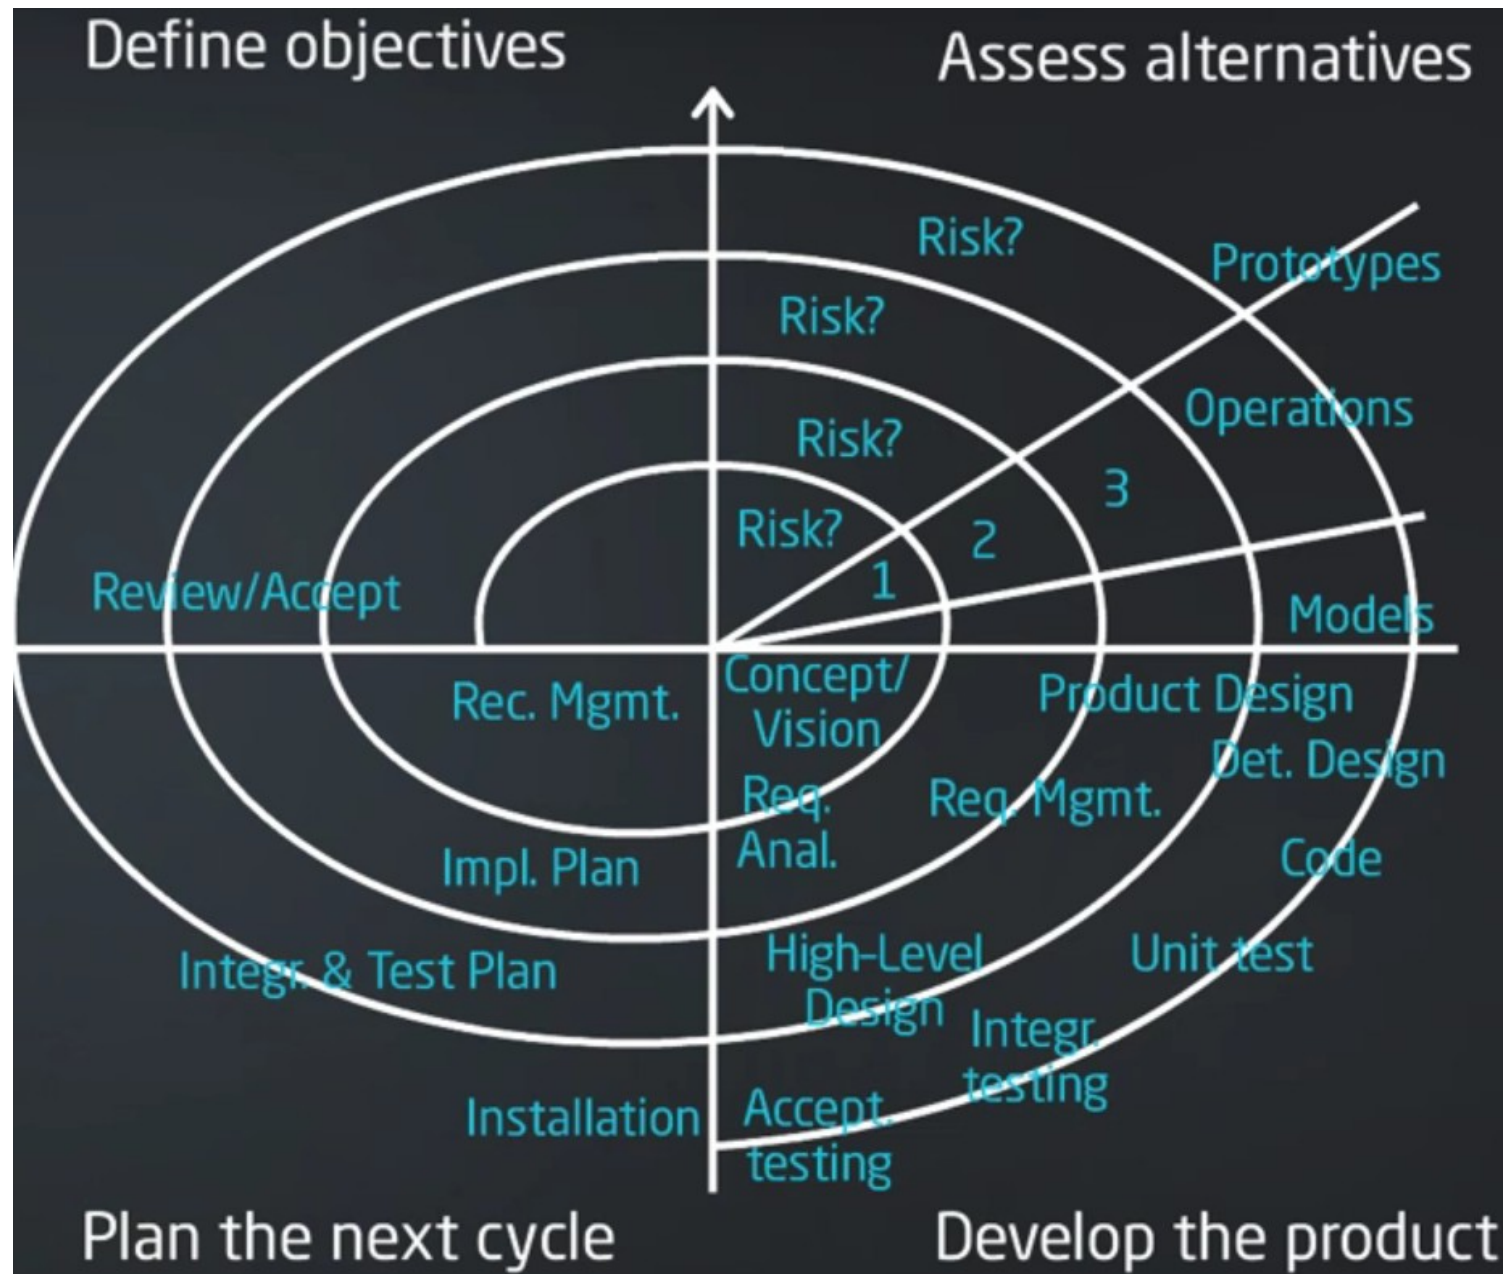 Define objectives
Assess alternatives
Risk?
Prototypes
Risk?
Operations
Risk?
3
Risk?
2
1
Review/Accept
Models
Rec. Mgmt.
Concept/
Vision
Product Design
Det. Design
Req.
Anal.
Req. Mgmt.
Impl. Plan
Code
Integr. & Test Plan
High-Level
Design
Unit test
Integr.
testing
Installation
Accept.
testing
Plan the next cycle
Develop the product